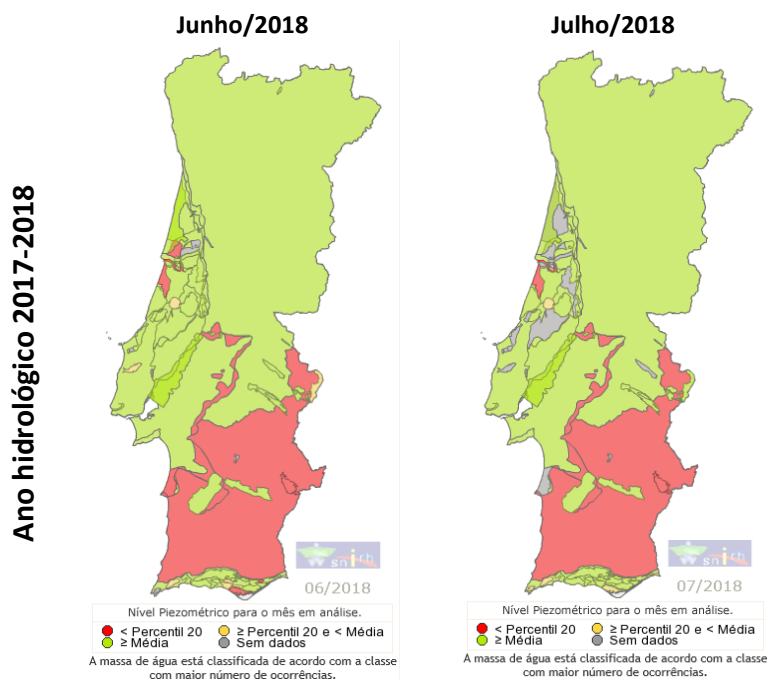 Junho/2018
Julho/2018
Ano hidrológico 2017-2018
snirh
06/2018
snirh
07/2018
Nível Piezométrico para o mês em análise.
< Percentil 20
≥ Percentil 20 e < Média
≥ Média
Sem dados
A massa de água está classificada de acordo com a classe
com maior número de ocorrências.
Nível Piezométrico para o mês em análise.
< Percentil 20
≥ Percentil 20 e < Média
≥ Média
Sem dados
A massa de água está classificada de acordo com a classe
com maior número de ocorrências.